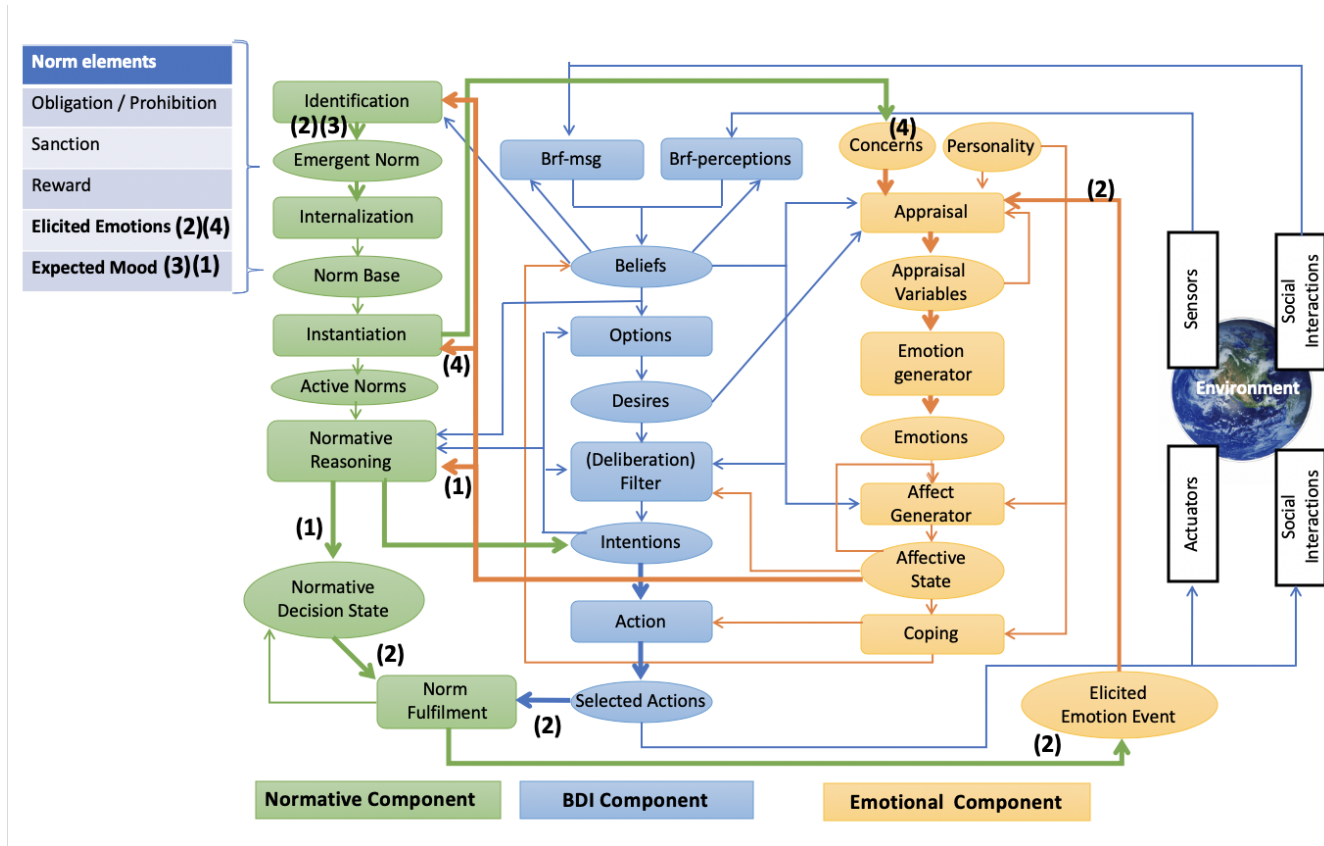 Norm elements
Obligation / Prohibition
Sanction
Reward
Elicited Emotions (2)(4)
Expected Mood (3)(1)
Identification
(2)(3)
Emergent Norm
Internalization
Norm Base
Instantiation
(4)
Active Norms
Normative
Reasoning
(1)
(1)
Normative
Decision State
(2)
Norm
Fulfilment
(2)
Brf-msg
Brf-perceptions
Beliefs
Options
Desires
(Deliberation)
Filter
Intentions
Action
Selected Actions
(4)
Concerns
Personality
(2)
Appraisal
Appraisal
Variables
Emotion
generator
Emotions
Affect
Generator
Affective
State
Coping
Elicited
Emotion Event
(2)
Sensors
Social
Interactions
Environment
Actuators
Social
Interactions
Normative Component
BDI Component
Emotional Component